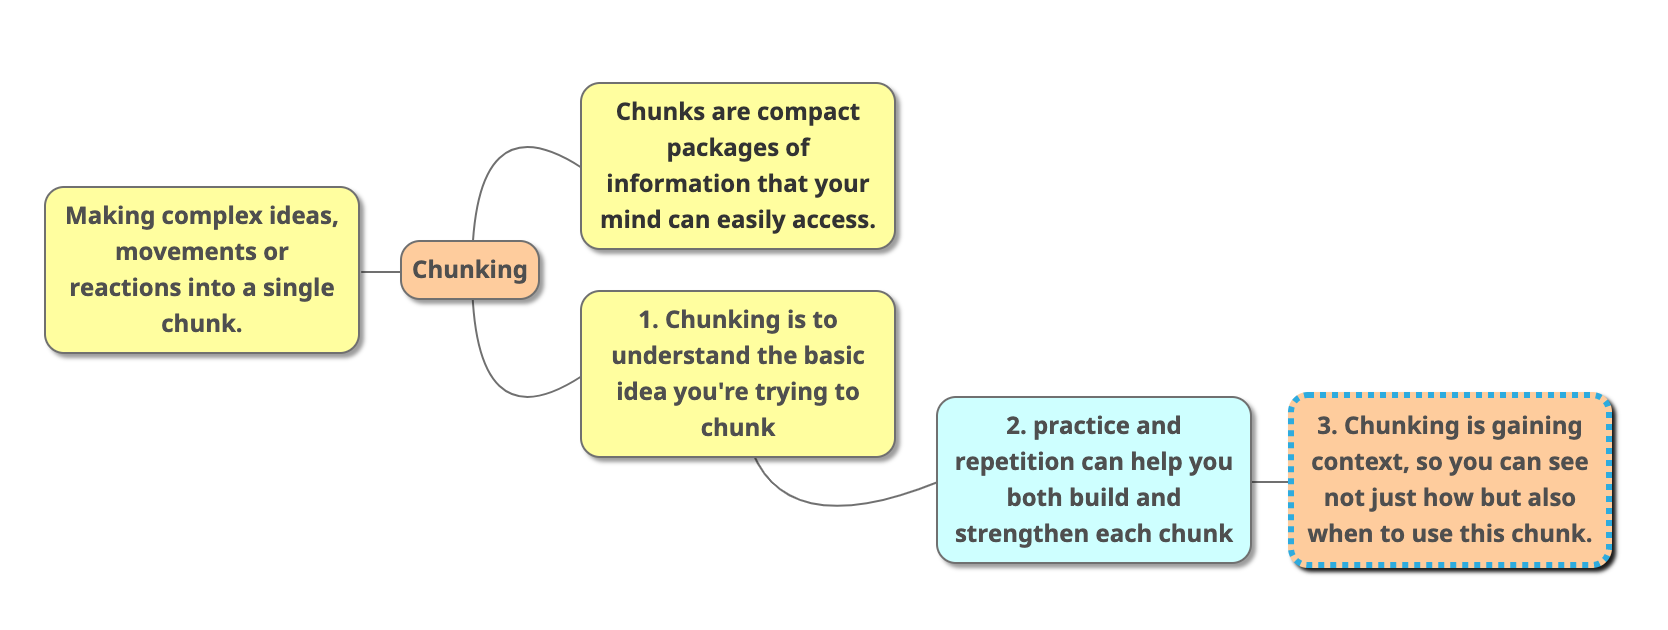 Making complex ideas,
movements or
reactions into a single
chunk.
Chunking
Chunks are compact
packages of
information that your
mind can easily access.
1. Chunking is to
understand the basic
idea you're trying to
chunk
2. practice and
repetition can help you
both build and
strengthen each chunk
3. Chunking is gaining
context, so you can see
not just how but also
when to use this chunk.